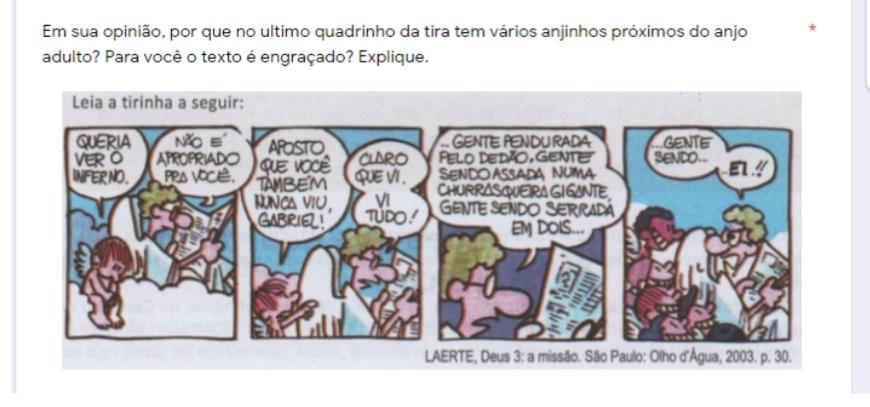 Em sua opinião, por que no ultimo quadrinho da tira tem vários anjinhos próximos do anjo *
adulto? Para você o texto é engraçado? Explique.
Leia a tirinha a seguir:
QUERIA
VER O
INFERNO.
NÃO É
APROPRIADO
PRA VOCÊ.
APOSTO
QUE VOCÊ
TAMBÉM
NUNCA VIU,
GABRIEL!
CLARO
QUE VI.
VI
TUDO!
... GENTE PENDURADA
PELO DEDÃO, GENTE
SENDO ASSADA NUMA
CHURRASQUEIRA GIGANTE,
GENTE SENDO SERRADA
EM DOIS...
...GENTE
SENDO...
...EI!!
LAERTE, Deus 3: a missão. São Paulo: Olho d'Água, 2003. p. 30.